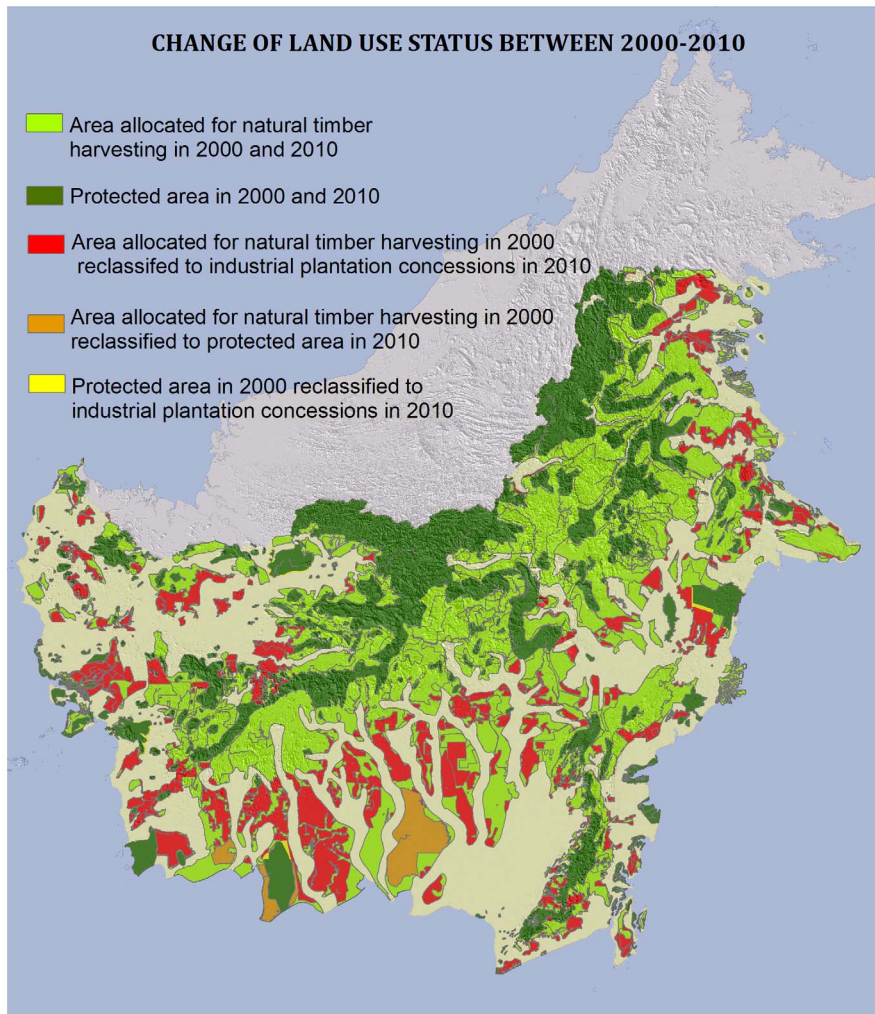 CHANGE OF LAND USE STATUS BETWEEN 2000-2010
Area allocated for natural timber
harvesting in 2000 and 2010
Protected area in 2000 and 2010
Area allocated for natural timber harvesting in 2000
reclassifed to industrial plantation concessions in 2010
Area allocated for natural timber harvesting in 2000
reclassified to protected area in 2010
Protected area in 2000 reclassified to
industrial plantation concessions in 2010